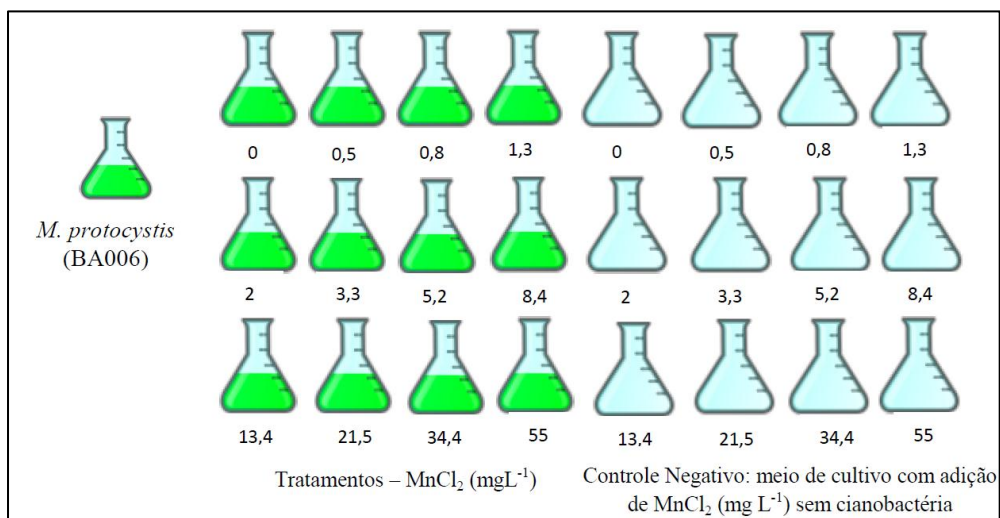 0 0,5 0,8 1,3 0 0,5 0,8 1,3
M. protocystis
(BA006)
2 3,3 5,2 8,4 2 3,3 5,2 8,4
13,4 21,5 34,4 55 13,4 21,5 34,4 55
Tratamentos – MnCl₂ (mgL⁻¹)
Controle Negativo: meio de cultivo com adição
de MnCl₂ (mg L⁻¹) sem cianobactéria